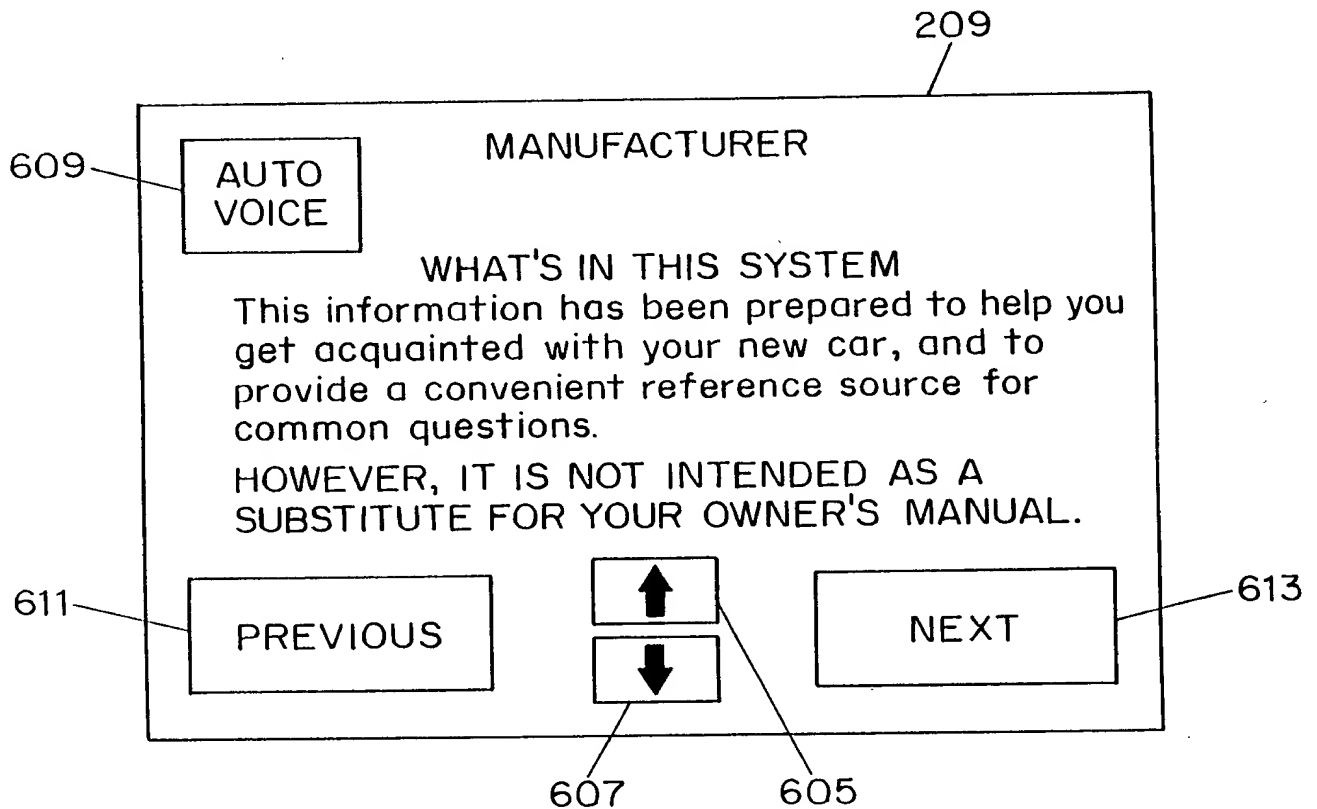 209
MANUFACTURER
609
AUTO
VOICE
WHAT'S IN THIS SYSTEM
This information has been prepared to help you
get acquainted with your new car, and to
provide a convenient reference source for
common questions.
HOWEVER, IT IS NOT INTENDED AS A
SUBSTITUTE FOR YOUR OWNER'S MANUAL.
611
PREVIOUS
NEXT
613
607
605